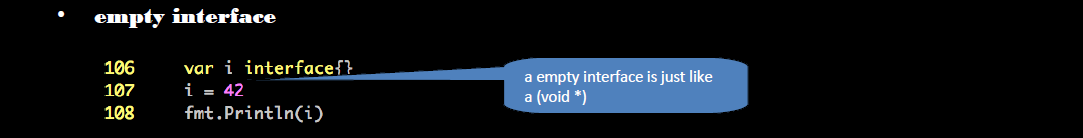 • empty interface
106 var i interface{}
107 i = 42
108 fmt.Println(i)
a empty interface is just like
a (void *)